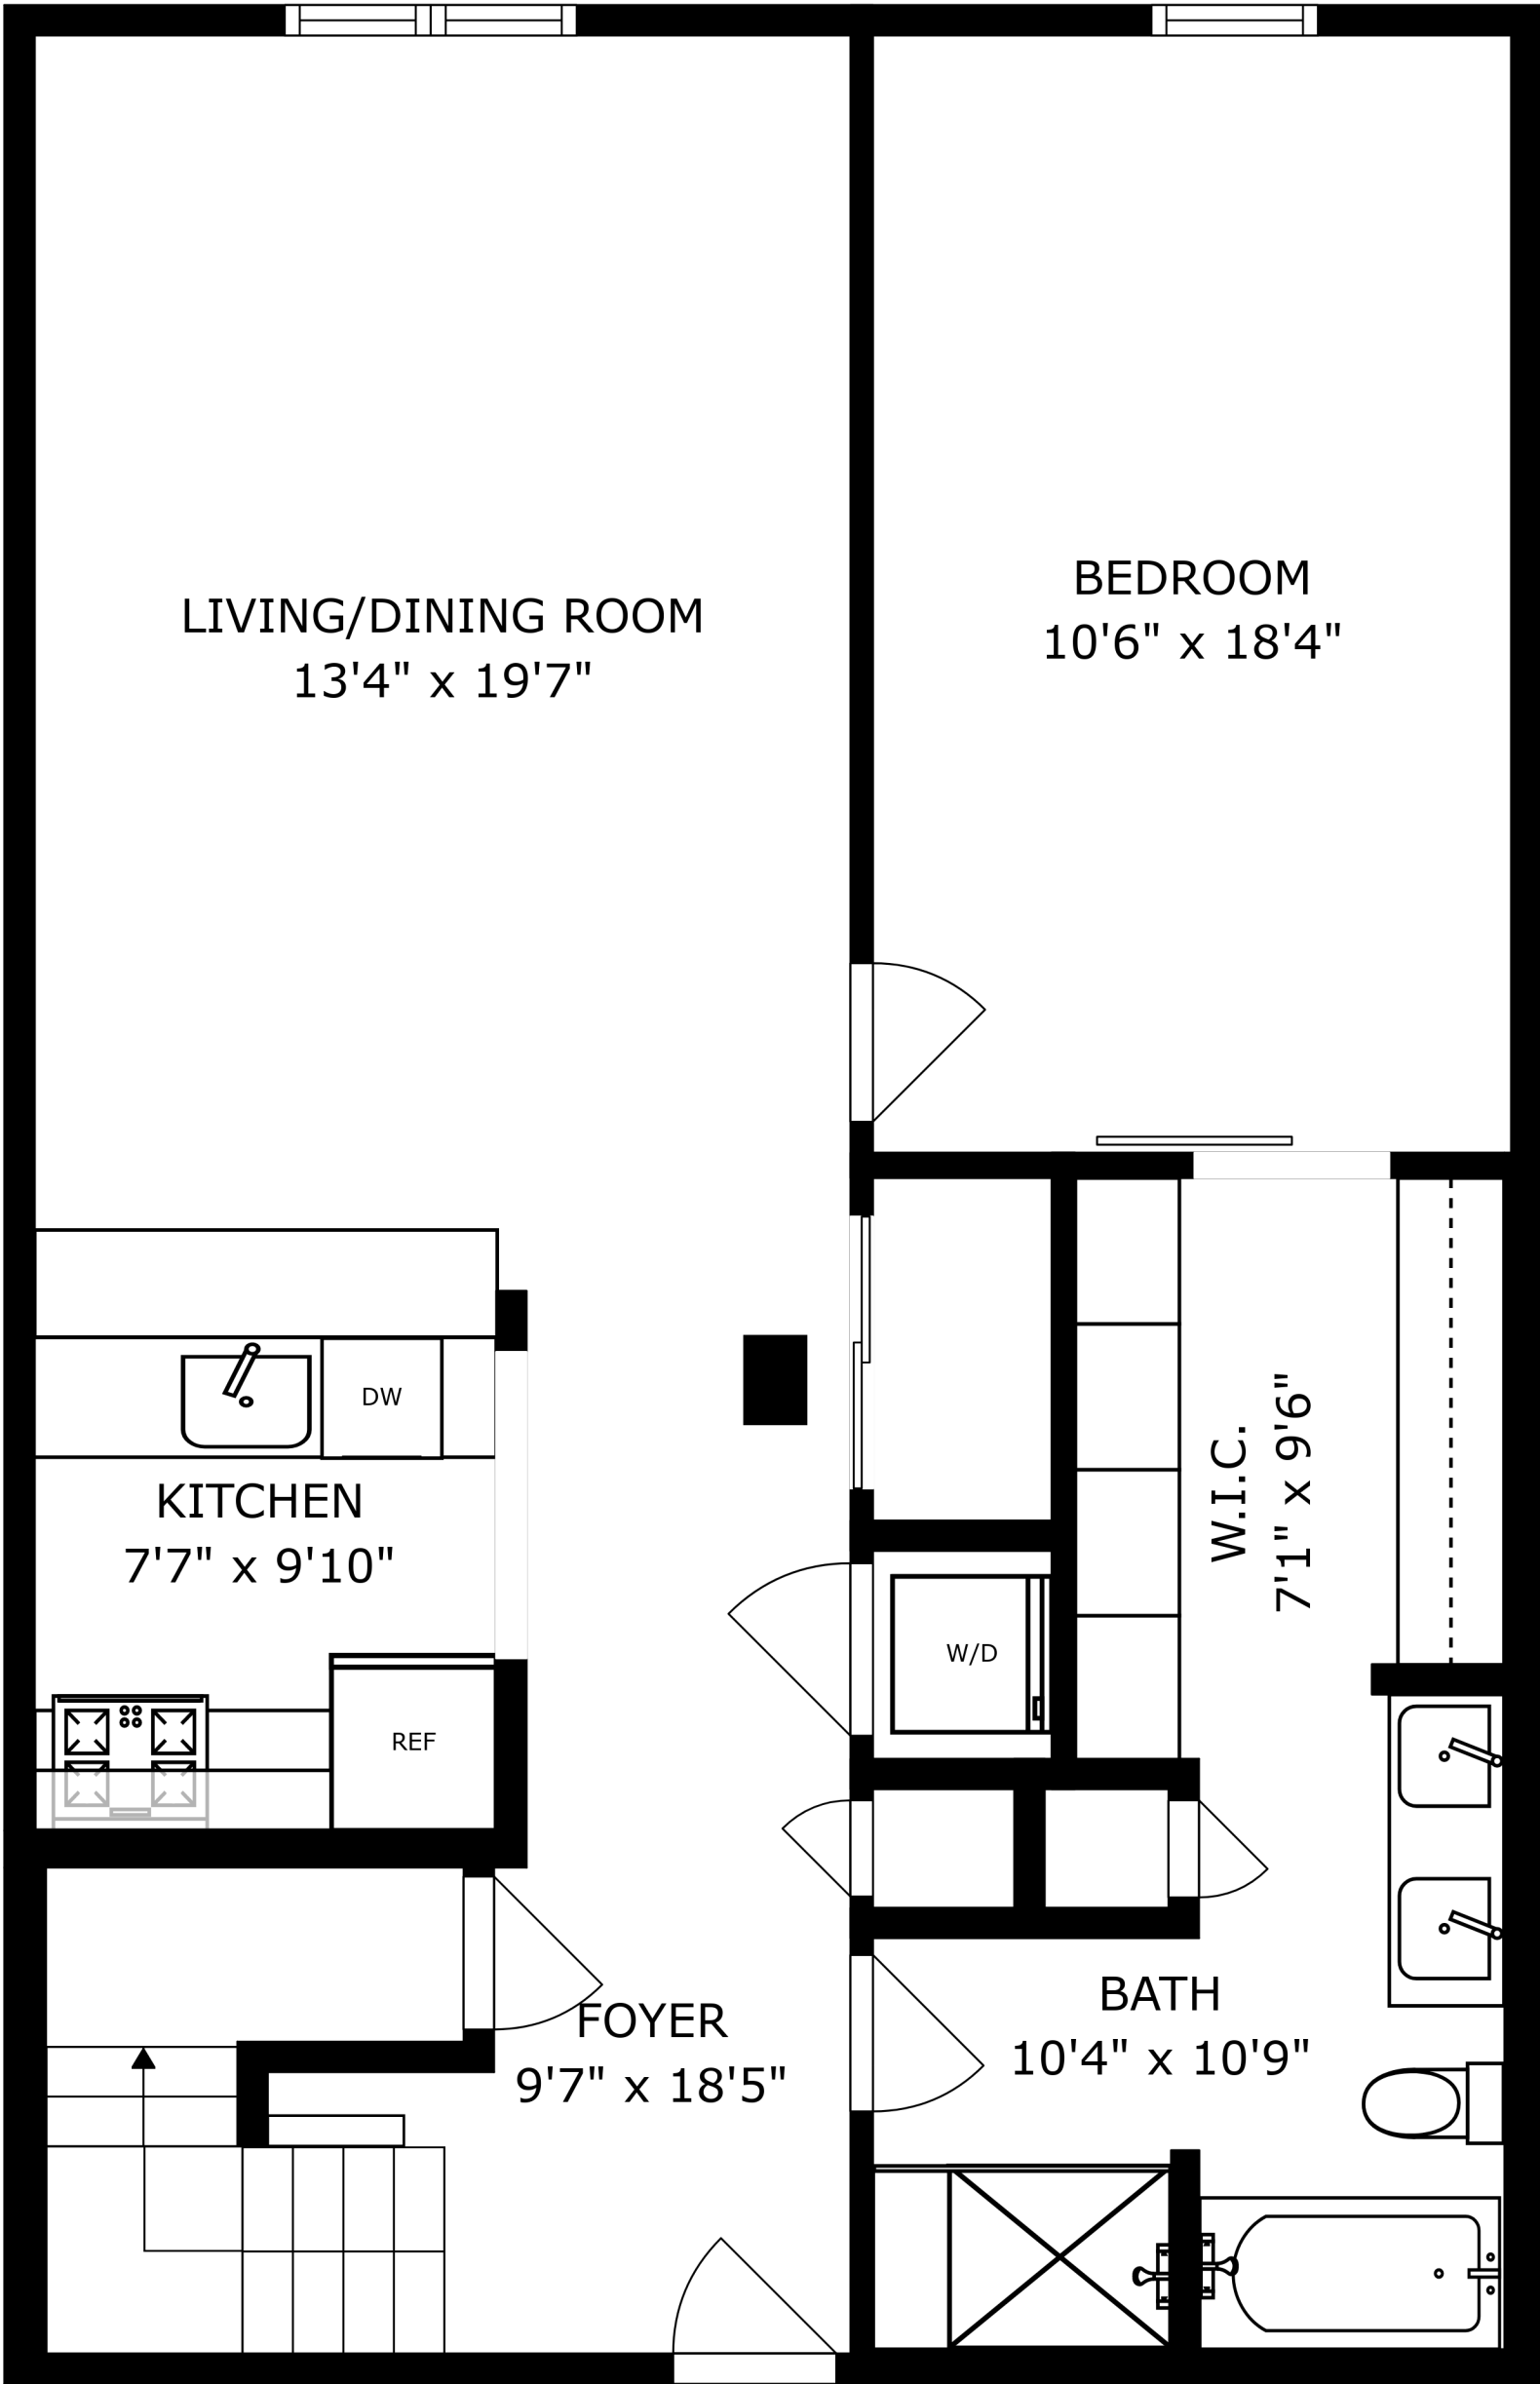 BEDROOM
10'6" x 18'4"
LIVING/DINING ROOM
13'4" x 19'7"
DW
W.I.C.
7'1" x 9'6"
KITCHEN
7'7" x 9'10"
W/D
REF
BATH
10'4" x 10'9"
FOYER
9'7" x 18'5"